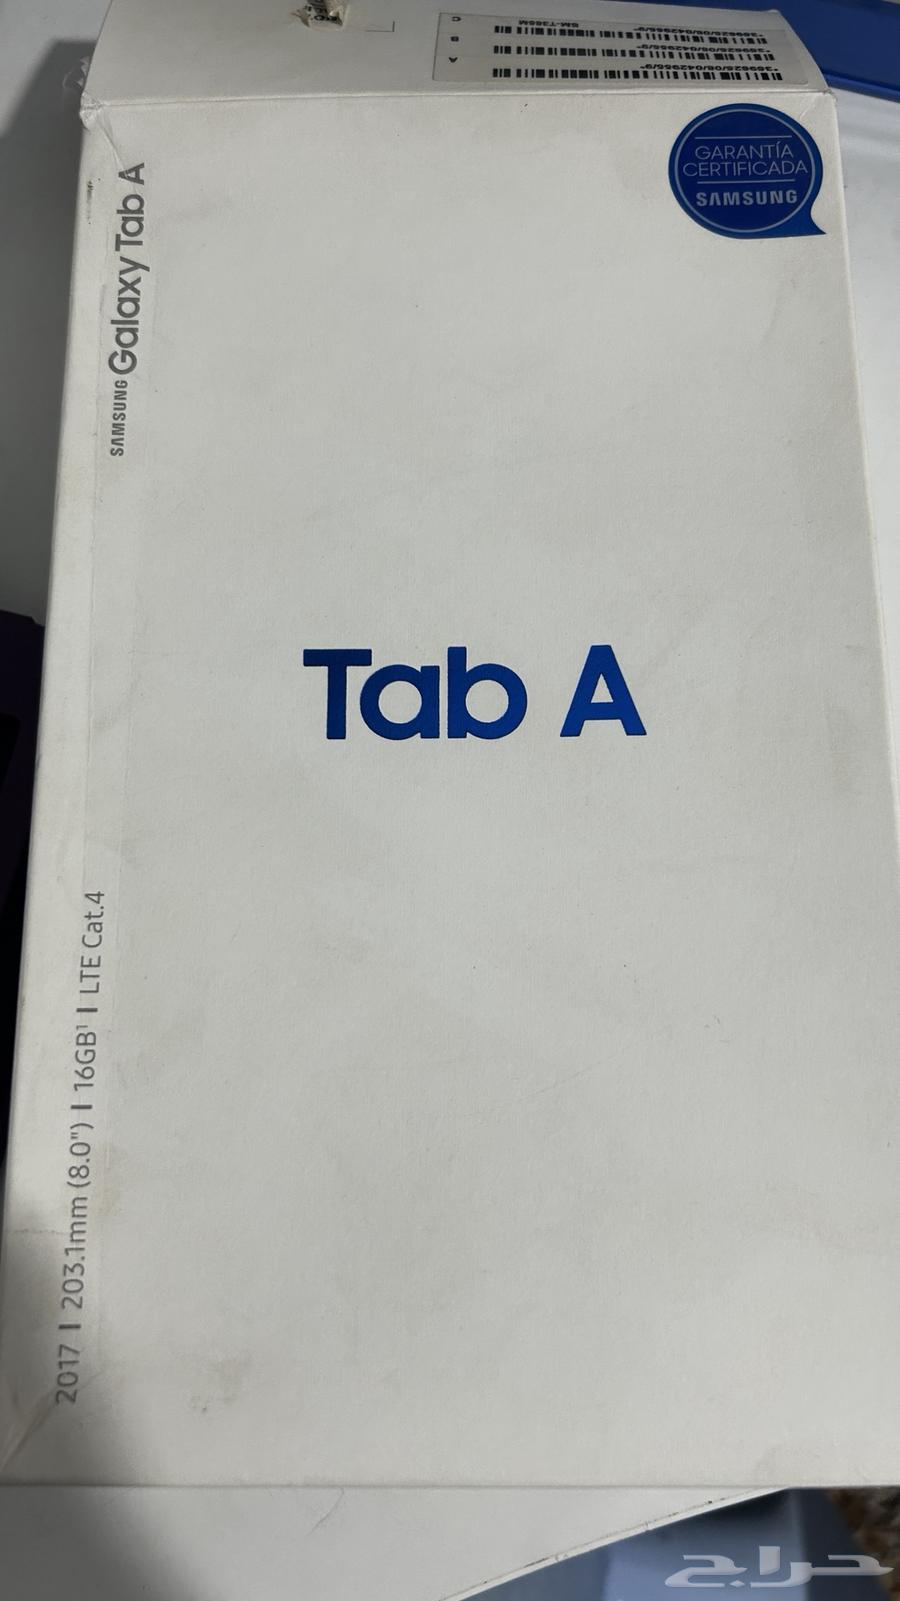 GARANTÍA
CERTIFICADA
SAMSUNG
SAMSUNG Galaxy Tab A
Tab A
2017 | 203.1mm (8.0") | 16GB¹ | LTE Cat.4
A
B
C
حراج